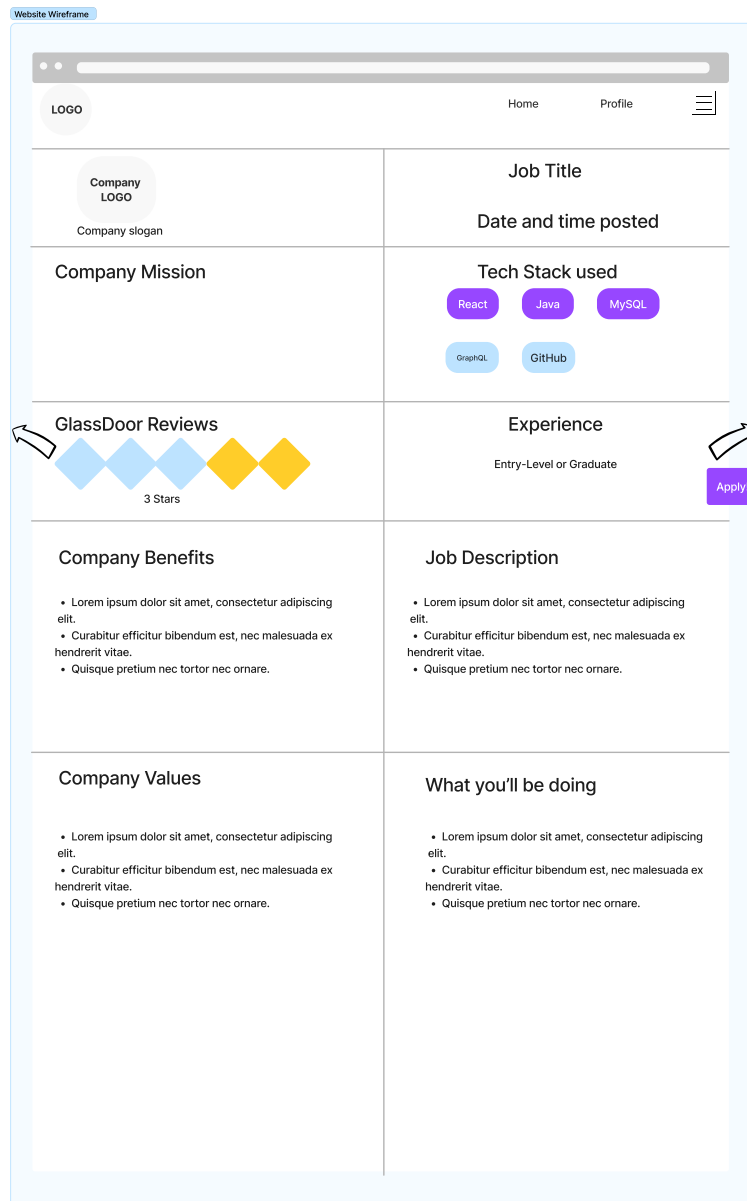 Website Wireframe
LOGO
Home
Profile
Company
LOGO
Company slogan
Job Title
Date and time posted
Company Mission
Tech Stack used
React
Java
MySQL
GraphQL
GitHub
GlassDoor Reviews
3 Stars
Experience
Entry-Level or Graduate
Apply
Company Benefits
• Lorem ipsum dolor sit amet, consectetur adipiscing
elit.
• Curabitur efficitur bibendum est, nec malesuada ex
hendrerit vitae.
• Quisque pretium nec tortor nec ornare.
Job Description
• Lorem ipsum dolor sit amet, consectetur adipiscing
elit.
• Curabitur efficitur bibendum est, nec malesuada ex
hendrerit vitae.
• Quisque pretium nec tortor nec ornare.
Company Values
• Lorem ipsum dolor sit amet, consectetur adipiscing
elit.
• Curabitur efficitur bibendum est, nec malesuada ex
hendrerit vitae.
• Quisque pretium nec tortor nec ornare.
What you’ll be doing
• Lorem ipsum dolor sit amet, consectetur adipiscing
elit.
• Curabitur efficitur bibendum est, nec malesuada ex
hendrerit vitae.
• Quisque pretium nec tortor nec ornare.